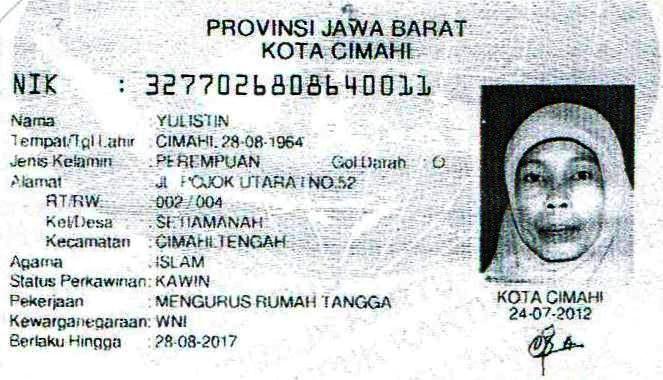 PROVINSI JAWA BARAT
KOTA CIMAHI
NIK : 3277026808640011
Nama : YULISTIN
Tempat/Tgl Lahir : CIMAHI, 28-08-1964
Jenis Kelamin : PEREMPUAN Gol Darah : O
Alamat : JL POJOK UTARA I NO.52
RT/RW : 002 / 004
Kel/Desa : SETIAMANAH
Kecamatan : CIMAHI TENGAH
Agama : ISLAM
Status Perkawinan: KAWIN
Pekerjaan : MENGURUS RUMAH TANGGA
Kewarganegaraan: WNI
Berlaku Hingga : 28-08-2017
KOTA CIMAHI
24-07-2012